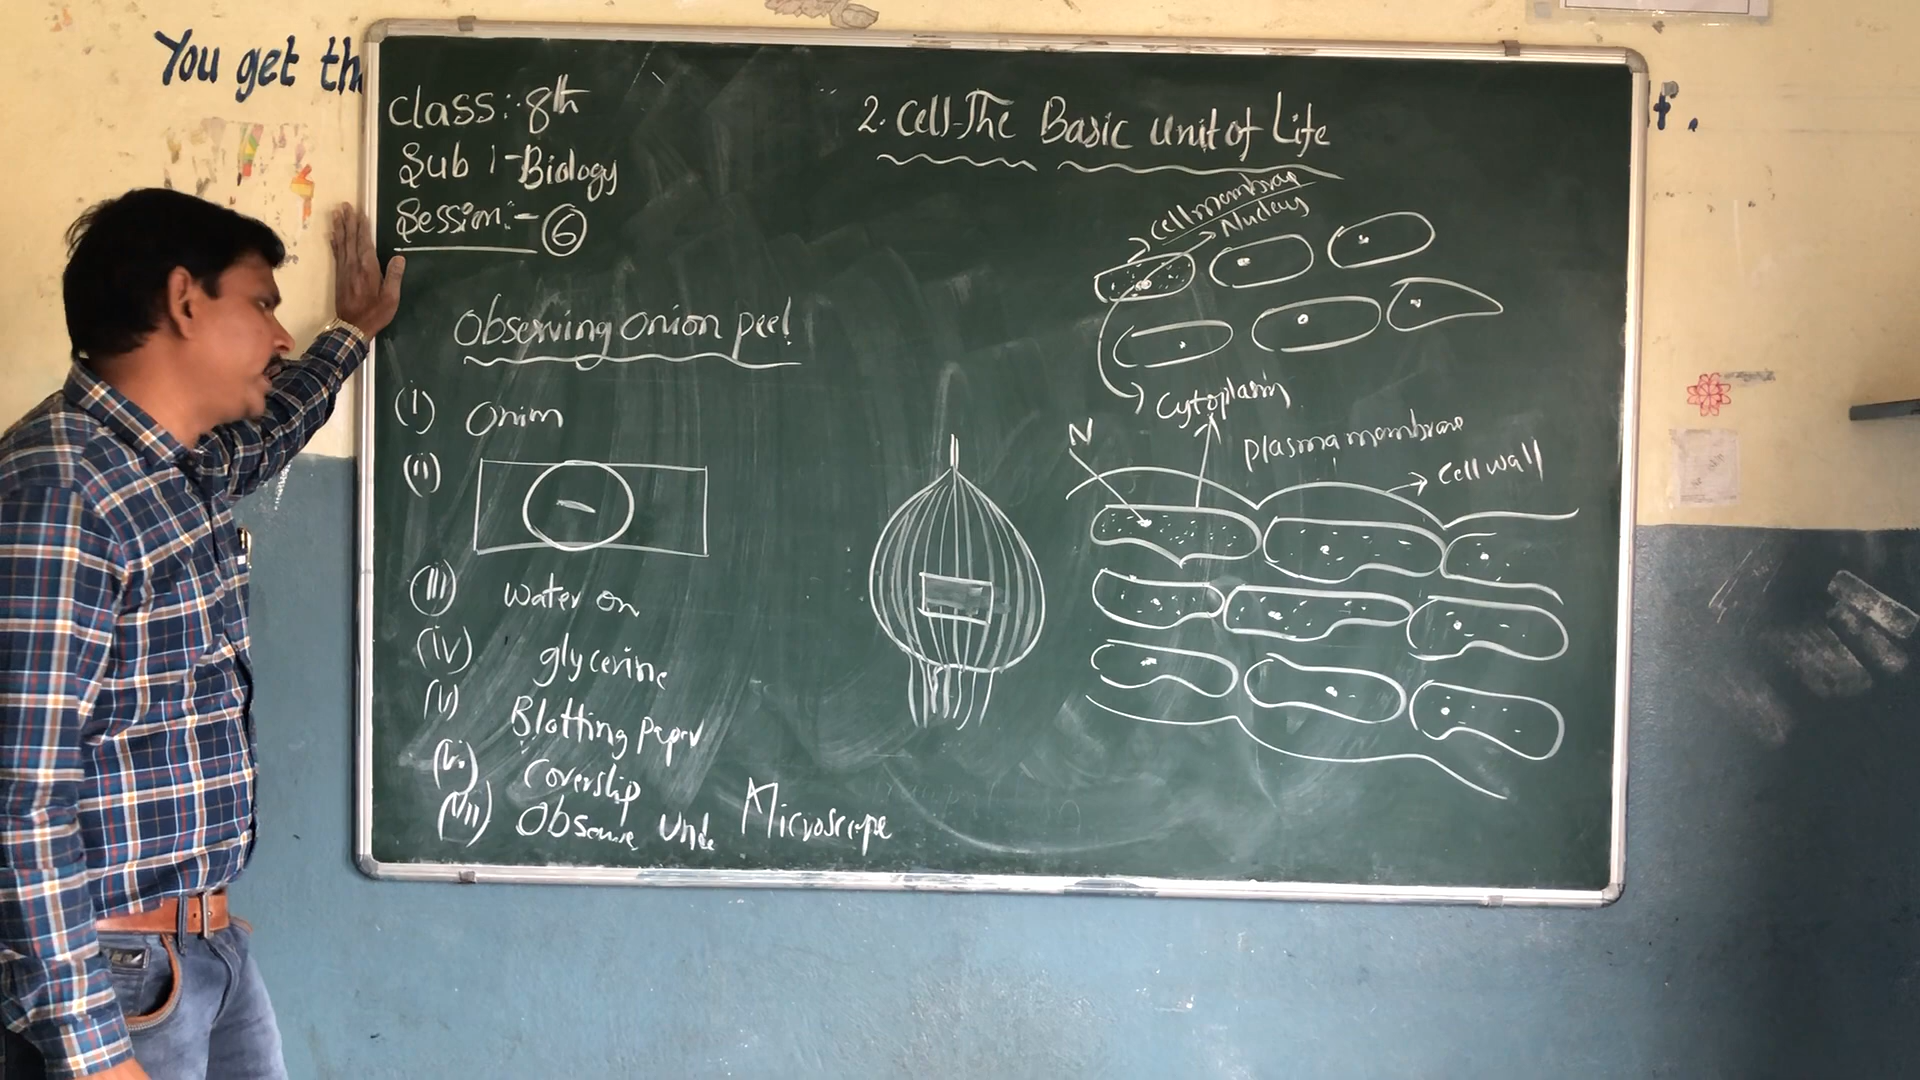 You get th
f.
Class: 8th
Sub :- Biology
Session:- 6
2. Cell-The Basic Unit of Life
Observing Onion peel
(i) Onion
(ii)
(iii) water on
(iv) glycerine
(v) Blotting paper
(vi) Coverslip
(vii) Observe Unde Microscope
Cell membrane
Nucleus
Cytoplasm
N
plasma membrane
Cell wall